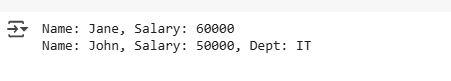 Name: Jane, Salary: 60000
Name: John, Salary: 50000, Dept: IT